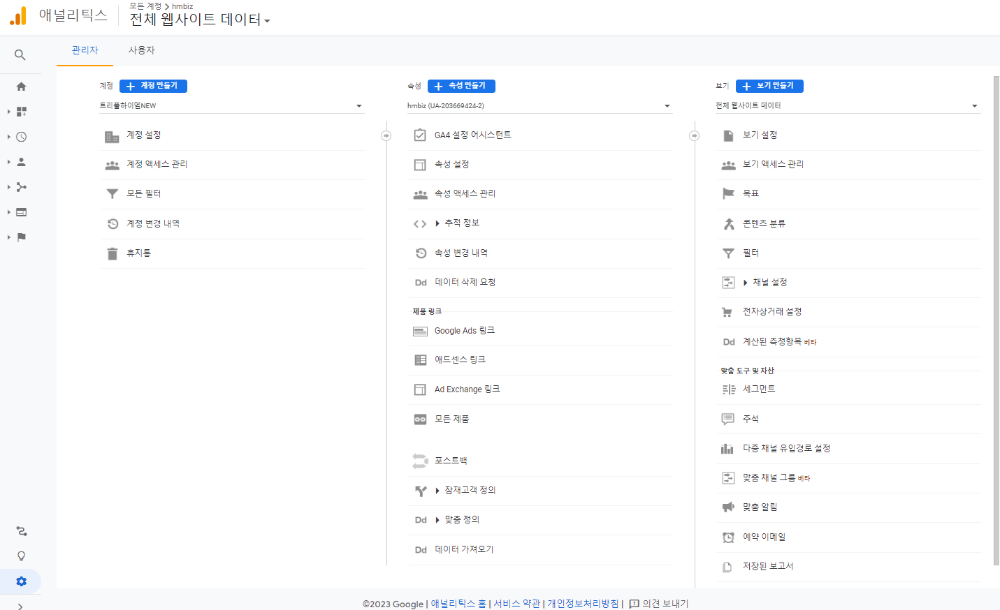 애널리틱스
모든 계정 > hmbiz
전체 웹사이트 데이터
관리자
사용자
계정
계정 만들기
트리플하이엠NEW
계정 설정
계정 액세스 관리
모든 필터
계정 변경 내역
휴지통
속성
속성 만들기
hmbiz (UA-203669424-2)
GA4 설정 어시스턴트
속성 설정
속성 액세스 관리
추적 정보
속성 변경 내역
Dd 데이터 삭제 요청
제품 링크
Google Ads 링크
애드센스 링크
Ad Exchange 링크
모든 제품
포스트백
잠재고객 정의
Dd 맞춤 정의
Dd 데이터 가져오기
보기
보기 만들기
전체 웹사이트 데이터
보기 설정
보기 액세스 관리
목표
콘텐츠 분류
필터
채널 설정
전자상거래 설정
Dd 계산된 측정항목 베타
맞춤 도구 및 자산
세그먼트
주석
다중 채널 유입경로 설정
맞춤 채널 그룹 베타
맞춤 알림
예약 이메일
저장된 보고서
©2023 Google | 애널리틱스 홈 | 서비스 약관 | 개인정보처리방침 | 의견 보내기